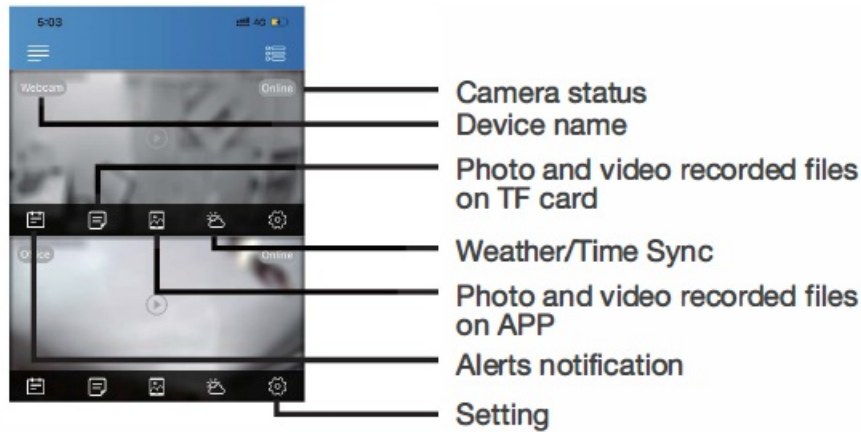 5:03
4G
Webcam
Online
Camera status
Device name
Photo and video recorded files
on TF card
Weather/Time Sync
Office
Online
Photo and video recorded files
on APP
Alerts notification
Setting